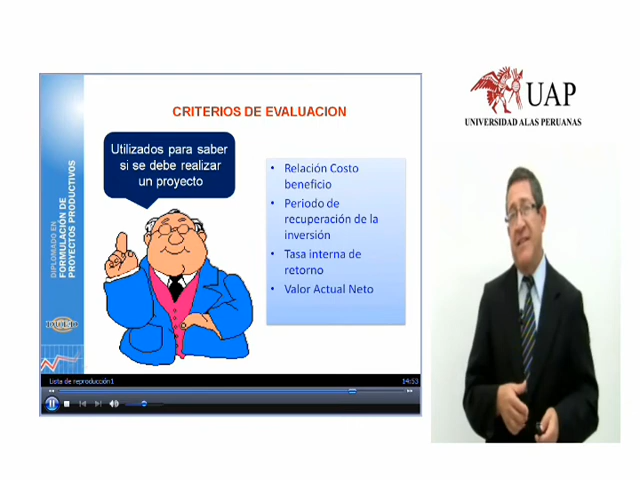 CRITERIOS DE EVALUACION
Utilizados para saber
si se debe realizar
un proyecto
• Relación Costo
beneficio
• Periodo de
recuperación de la
inversión
• Tasa interna de
retorno
• Valor Actual Neto
DIPLOMADO EN
FORMULACIÓN DE
PROYECTOS PRODUCTIVOS
DUED
Lista de reproducción1
14:53
UAP
UNIVERSIDAD ALAS PERUANAS